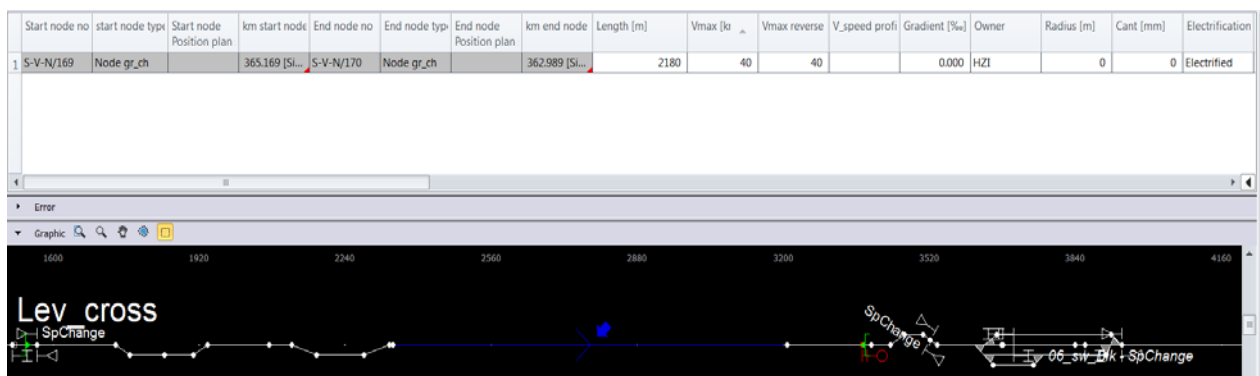 Start node no start node type Start node km start node End node no End node type End node km end node Length [m] Vmax [k Vmax reverse V_speed profi Gradient [‰] Owner Radius [m] Cant [mm] Electrification
Position plan Position plan
1 S-V-N/169 Node gr_ch 365.169 [Si... S-V-N/170 Node gr_ch 362.989 [Si... 2180 40 40 0.000 HZI 0 0 Electrified
Error
Graphic
1600 1920 2240 2560 2880 3200 3520 3840 4160
Lev_cross
SpChange
SpChange
06_sw_Blk - SpChange